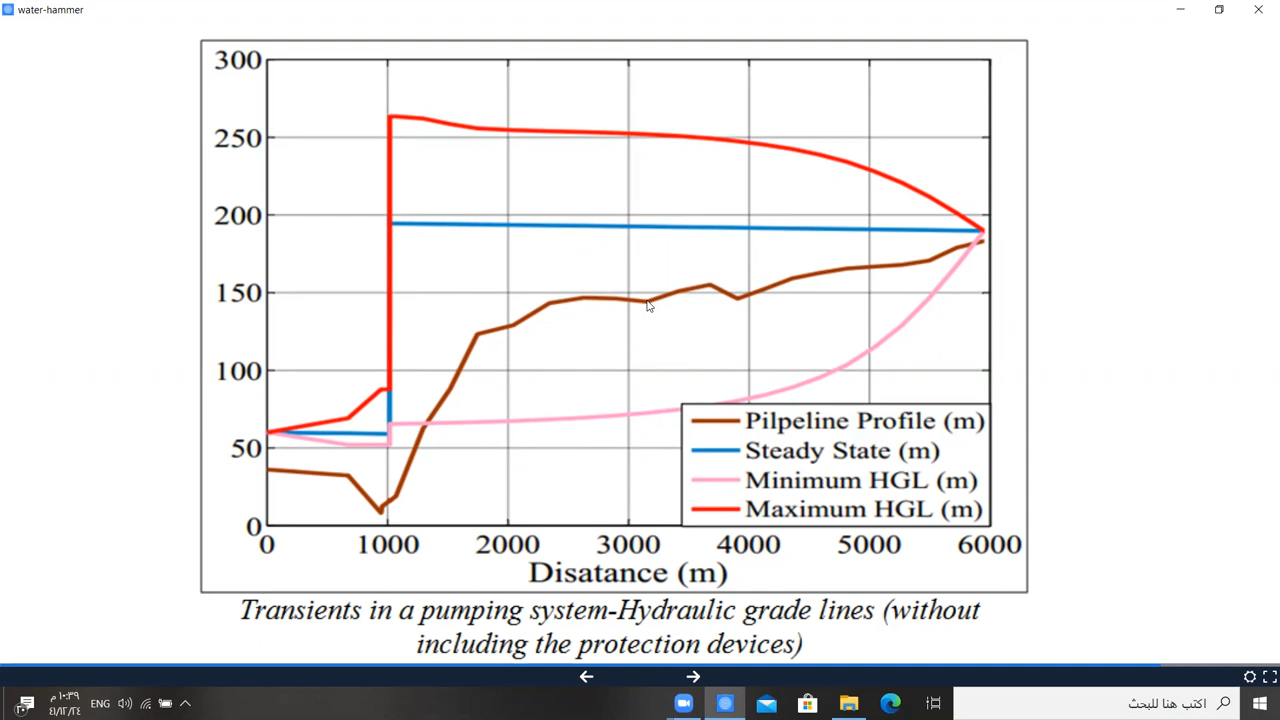 water-hammer
300
250
200
150
100
50
0
0 1000 2000 3000 4000 5000 6000
Disatance (m)
Pilpeline Profile (m)
Steady State (m)
Minimum HGL (m)
Maximum HGL (m)
Transients in a pumping system-Hydraulic grade lines (without
including the protection devices)
١٠:٣٩ م
ENG
اكتب هنا للبحث